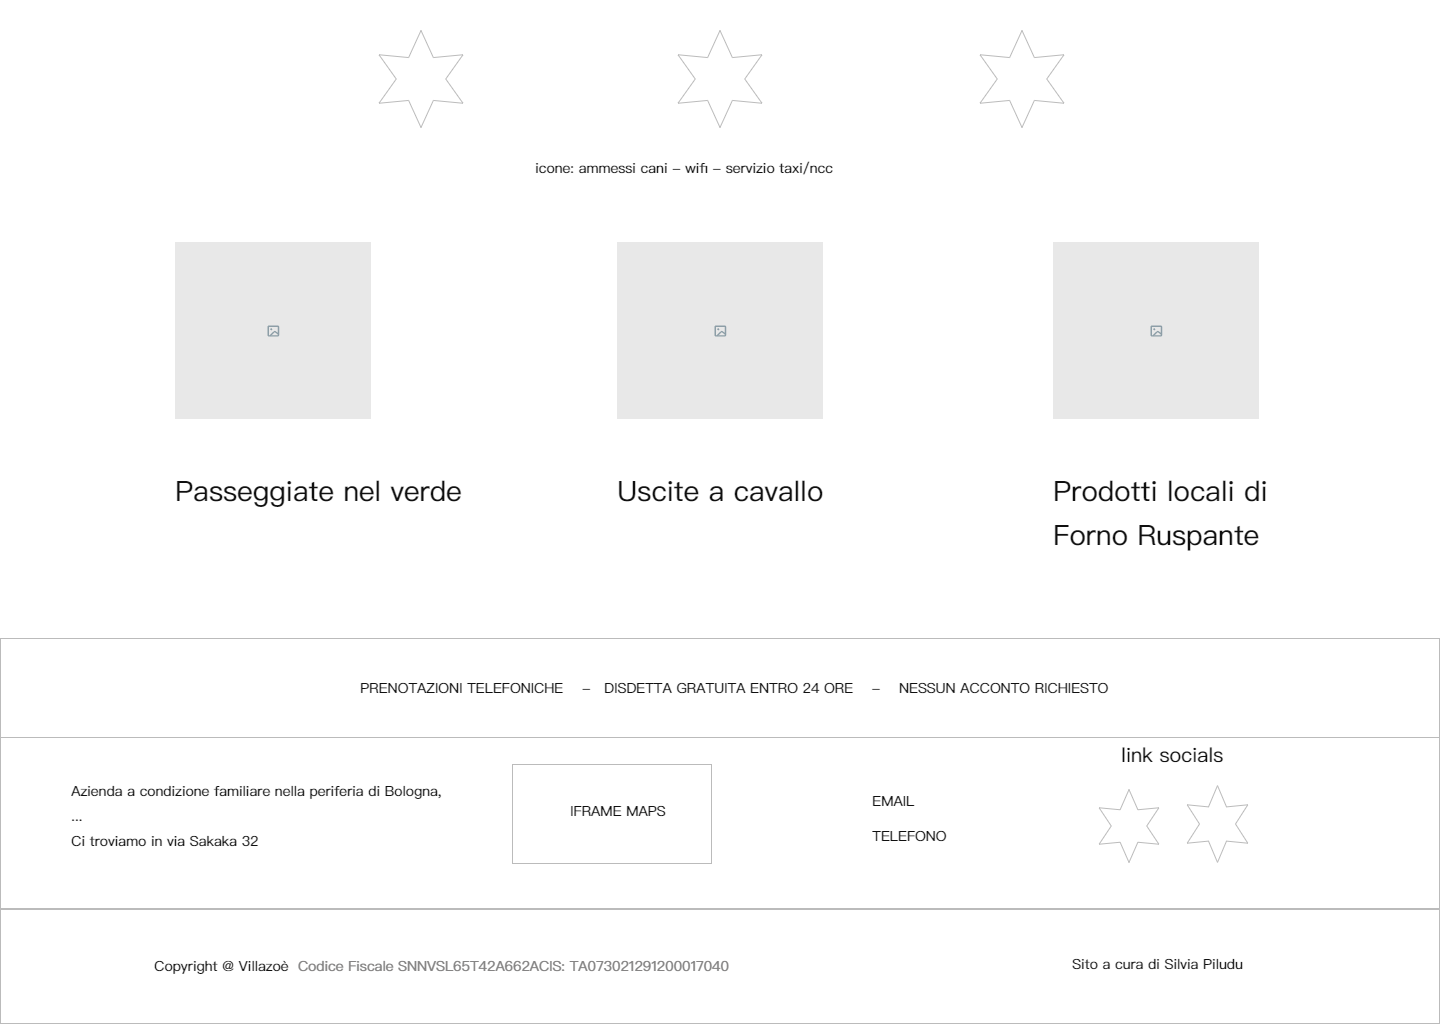 icone: ammessi cani – wifi – servizio taxi/ncc
Passeggiate nel verde
Uscite a cavallo
Prodotti locali di
Forno Ruspante
PRENOTAZIONI TELEFONICHE – DISDETTA GRATUITA ENTRO 24 ORE – NESSUN ACCONTO RICHIESTO
Azienda a condizione familiare nella periferia di Bologna,
...
Ci troviamo in via Sakaka 32
IFRAME MAPS
EMAIL
TELEFONO
link socials
Copyright @ Villazoè Codice Fiscale SNNVSL65T42A662ACIS: TA073021291200017040
Sito a cura di Silvia Piludu